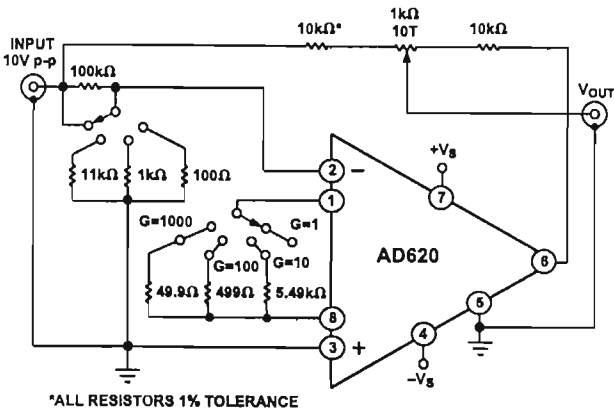 1kΩ
10kΩ* 10T 10kΩ
INPUT
10V p-p
100kΩ
VOUT
11kΩ 1kΩ 100Ω
2 −
1
+VS
7
G=1000 G=1
G=100 G=10
AD620
6
49.9Ω 499Ω 5.49kΩ
8
3 +
4
5
−VS
*ALL RESISTORS 1% TOLERANCE